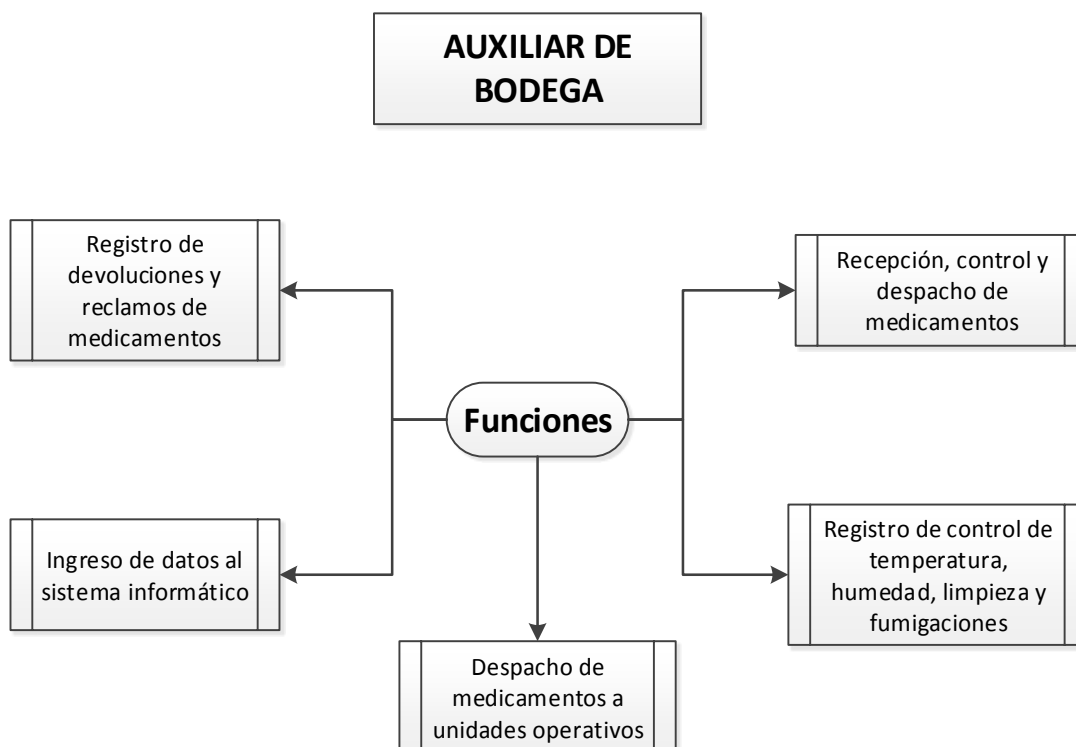 AUXILIAR DE
BODEGA
Registro de
devoluciones y
reclamos de
medicamentos
Recepción, control y
despacho de
medicamentos
Funciones
Ingreso de datos al
sistema informático
Registro de control de
temperatura,
humedad, limpieza y
fumigaciones
Despacho de
medicamentos a
unidades operativos